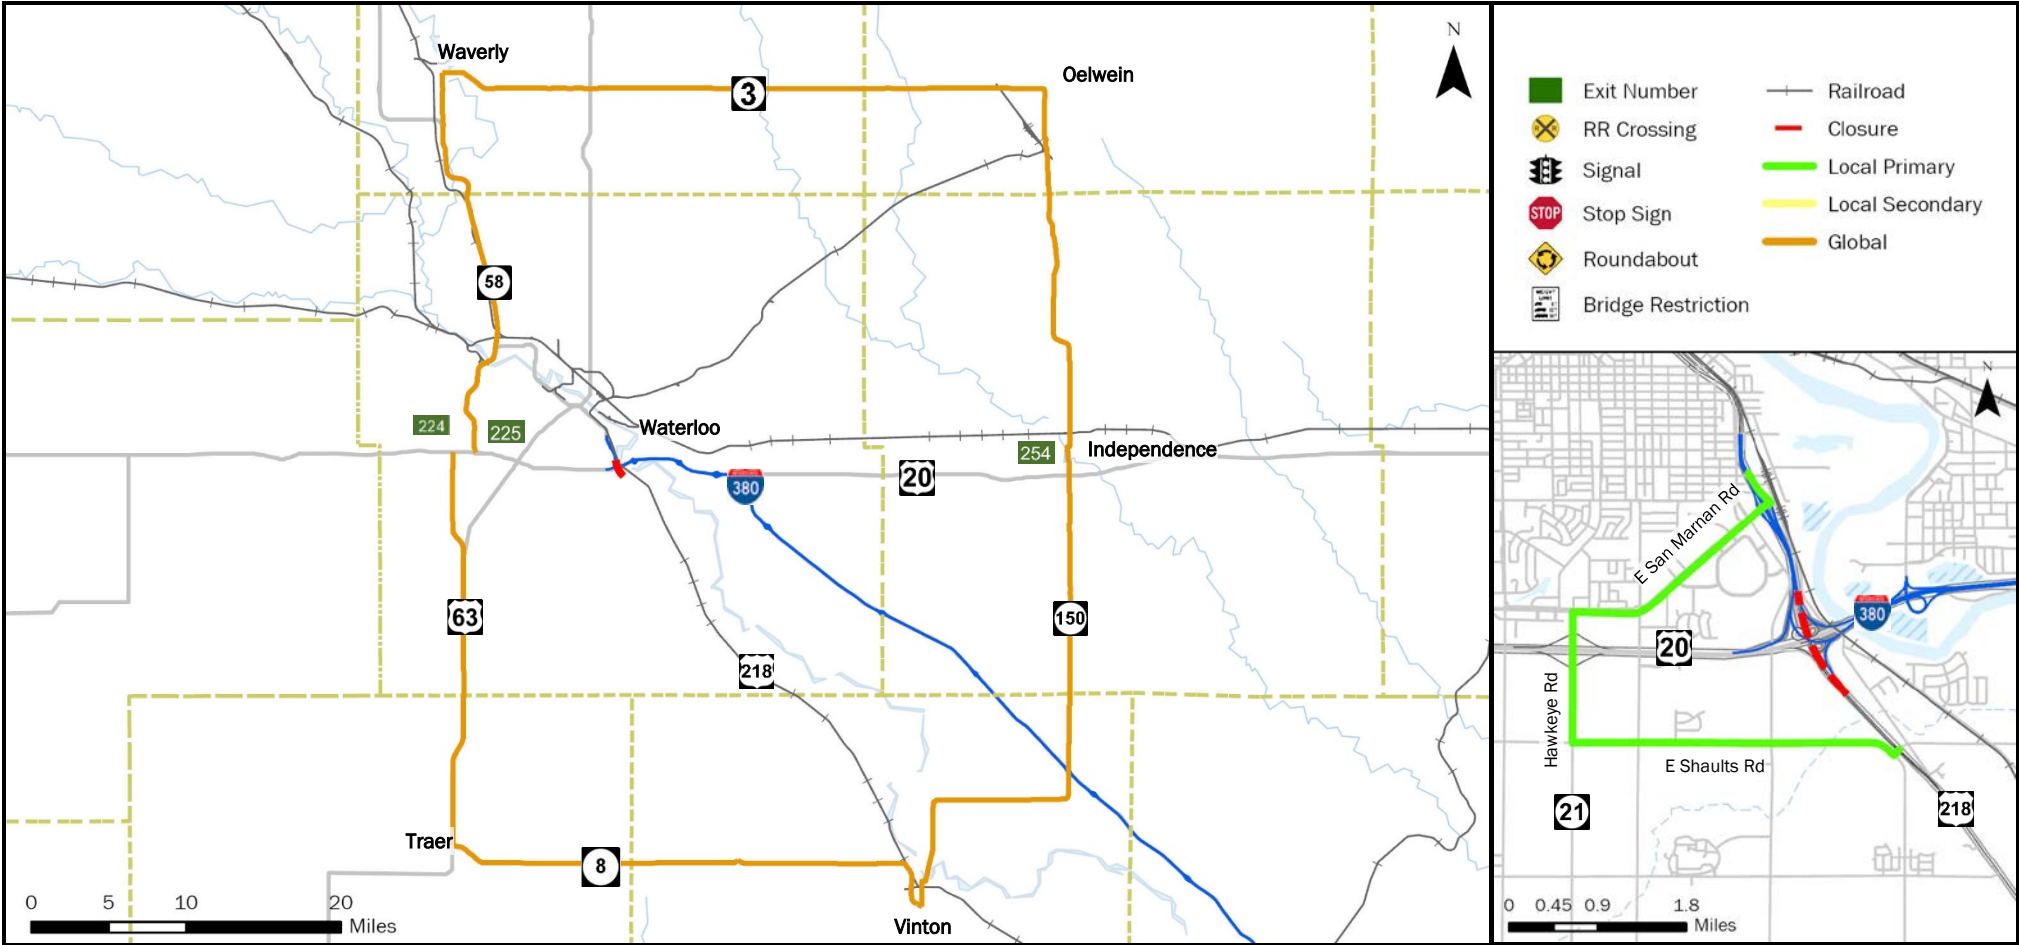 Waverly
Oelwein
N
3
58
Waterloo
224
225
254
Independence
380
20
63
150
218
Traer
8
Vinton
0 5 10 20
Miles
Exit Number
RR Crossing
Signal
STOP Stop Sign
Roundabout
Bridge Restriction
Railroad
Closure
Local Primary
Local Secondary
Global
N
E San Marnan Rd
380
20
Hawkeye Rd
E Shaults Rd
21
218
0 0.45 0.9 1.8
Miles